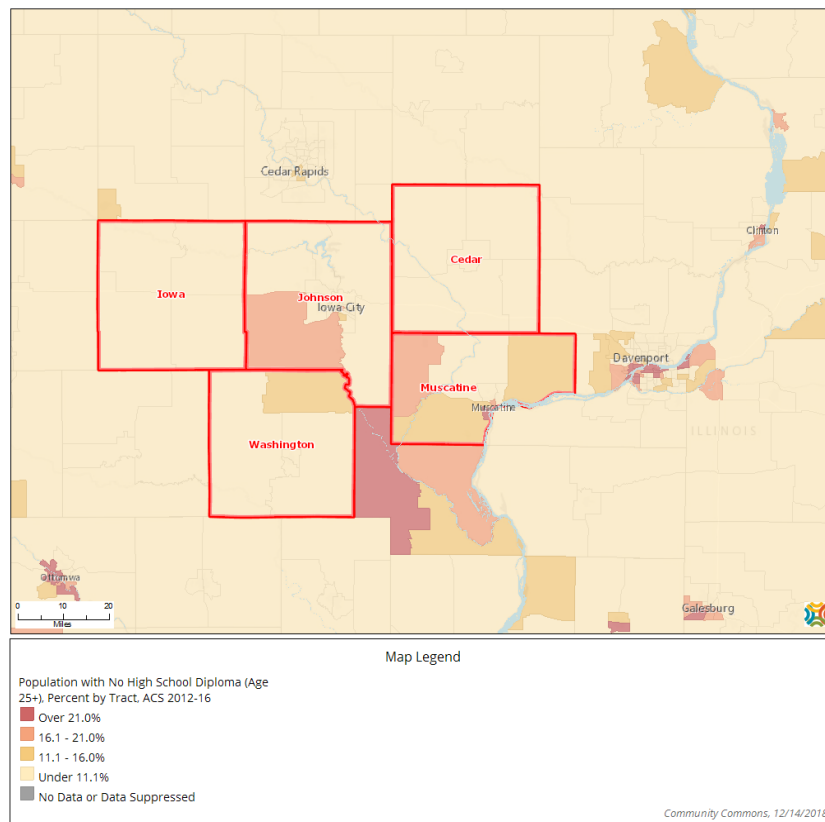 Cedar Rapids
Clinton
Cedar
Iowa
Johnson
Iowa City
Davenport
Muscatine
Muscatine
ILLINOIS
Washington
Ottumwa
0 10 20
Miles
Galesburg
Map Legend
Population with No High School Diploma (Age
25+), Percent by Tract, ACS 2012-16
Over 21.0%
16.1 - 21.0%
11.1 - 16.0%
Under 11.1%
No Data or Data Suppressed
Community Commons, 12/14/2018